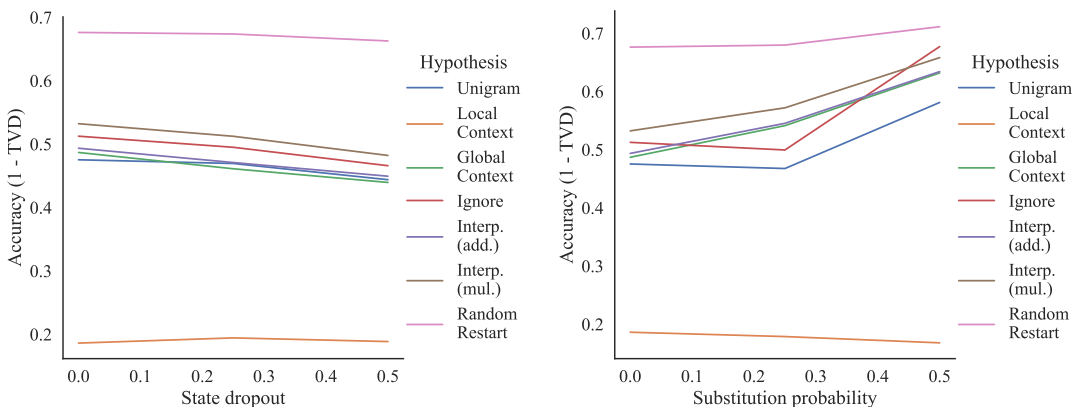 0.7
0.6
0.5
0.4
0.3
0.2
Accuracy (1 - TVD)
0.0 0.1 0.2 0.3 0.4 0.5
State dropout
Hypothesis
Unigram
Local
Context
Global
Context
Ignore
Interp.
(add.)
Interp.
(mul.)
Random
Restart
0.7
0.6
0.5
0.4
0.3
0.2
Accuracy (1 - TVD)
0.0 0.1 0.2 0.3 0.4 0.5
Substitution probability
Hypothesis
Unigram
Local
Context
Global
Context
Ignore
Interp.
(add.)
Interp.
(mul.)
Random
Restart